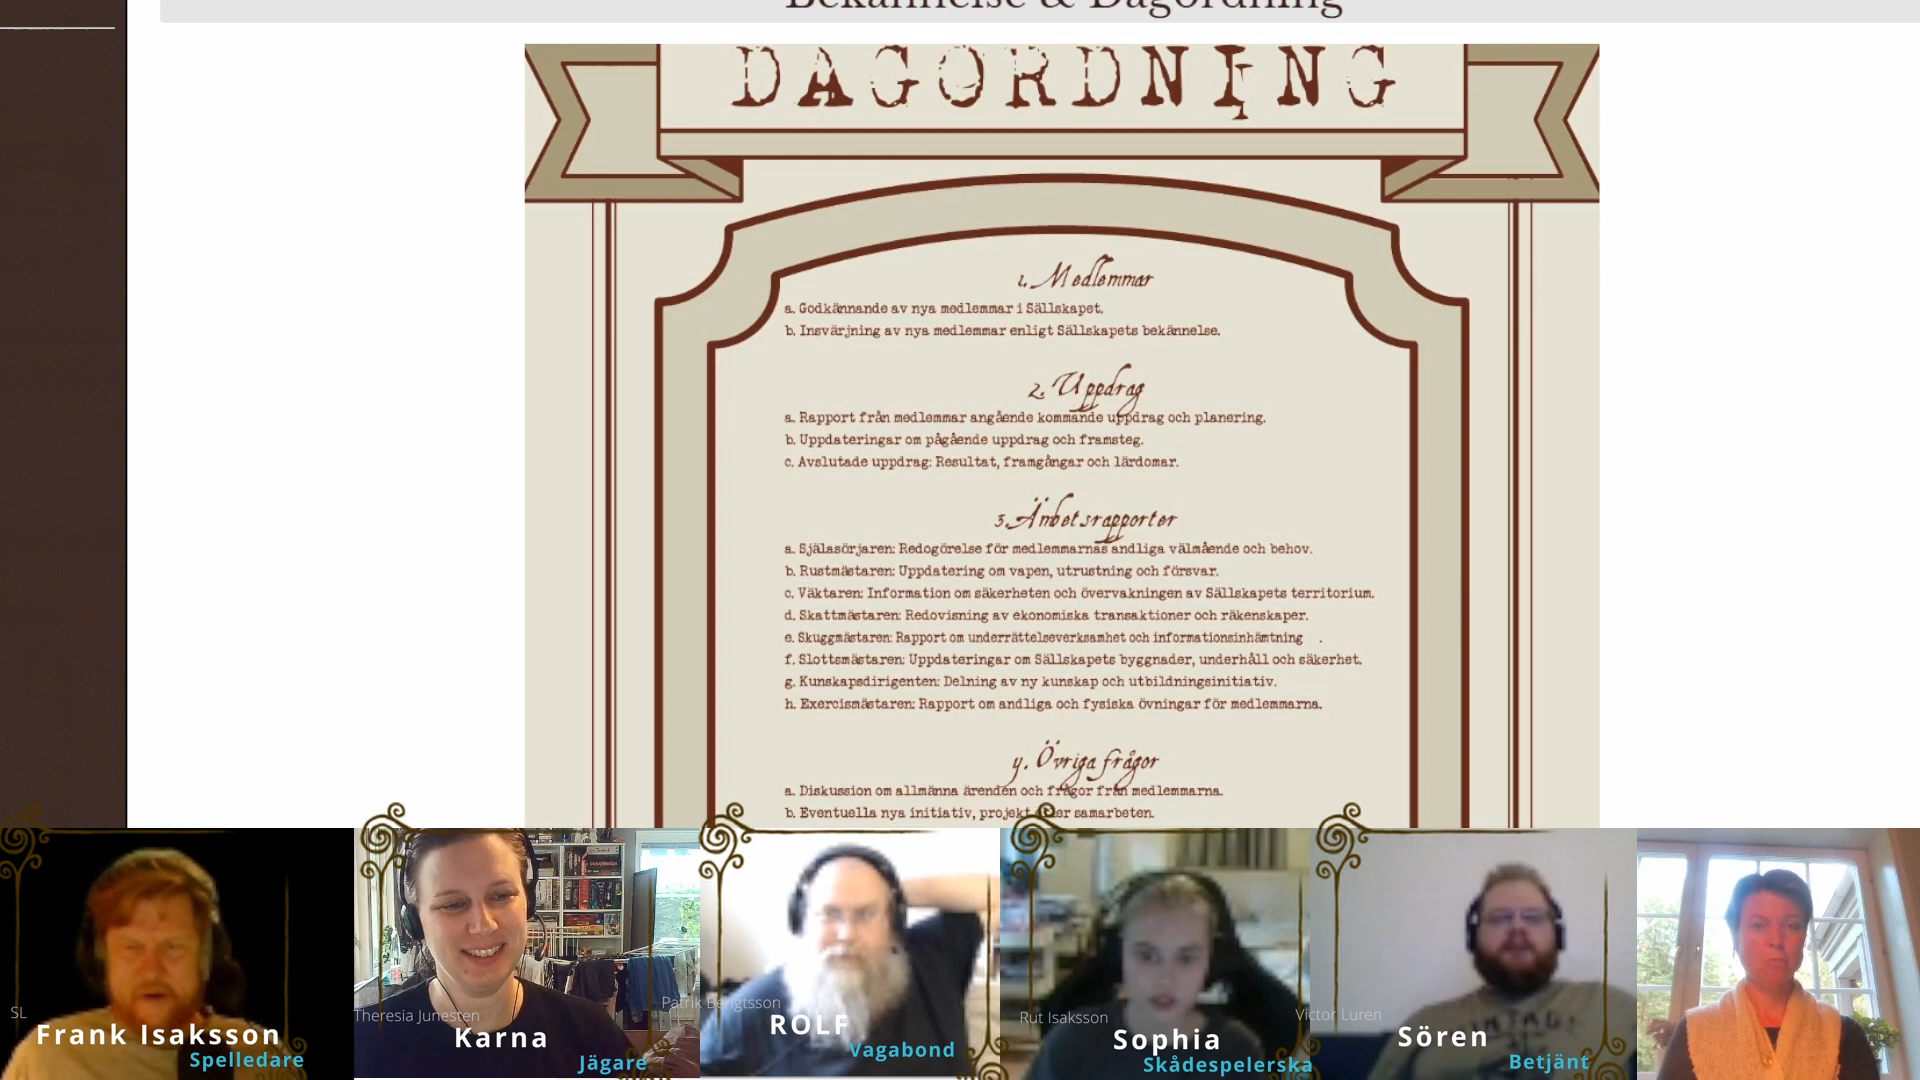 Bekännelse & Dagordning
DAGORDNING
1. Medlemmar
a. Godkännande av nya medlemmar i Sällskapet.
b. Insvärjning av nya medlemmar enligt Sällskapets bekännelse.
2. Uppdrag
a. Rapport från medlemmar angående kommande uppdrag och planering.
b. Uppdateringar om pågående uppdrag och framsteg.
c. Avslutade uppdrag: Resultat, framgångar och lärdomar.
3. Ämbetsrapporter
a. Själasörjaren: Redogörelse för medlemmarnas andliga välmående och behov.
b. Rustmästaren: Uppdatering om vapen, utrustning och försvar.
c. Väktaren: Information om säkerheten och övervakningen av Sällskapets territorium.
d. Skattmästaren: Redovisning av ekonomiska transaktioner och räkenskaper.
e. Skuggmästaren: Rapport om underrättelseverksamhet och informationsinhämtning .
f. Slottsmästaren: Uppdateringar om Sällskapets byggnader, underhåll och säkerhet.
g. Kunskapsdirigenten: Delning av ny kunskap och utbildningsinitiativ.
h. Exercismästaren: Rapport om andliga och fysiska övningar för medlemmarna.
4. Övriga frågor
a. Diskussion om allmänna ärenden och frågor från medlemmarna.
b. Eventuella nya initiativ, projekt eller samarbeten.
SL
Frank Isaksson
Spelledare
Theresia Junesten
Karna
Jägare
Patrik Bengtsson
ROLF
Vagabond
Rut Isaksson
Sophia
Skådespelerska
Victor Luren
Sören
Betjänt